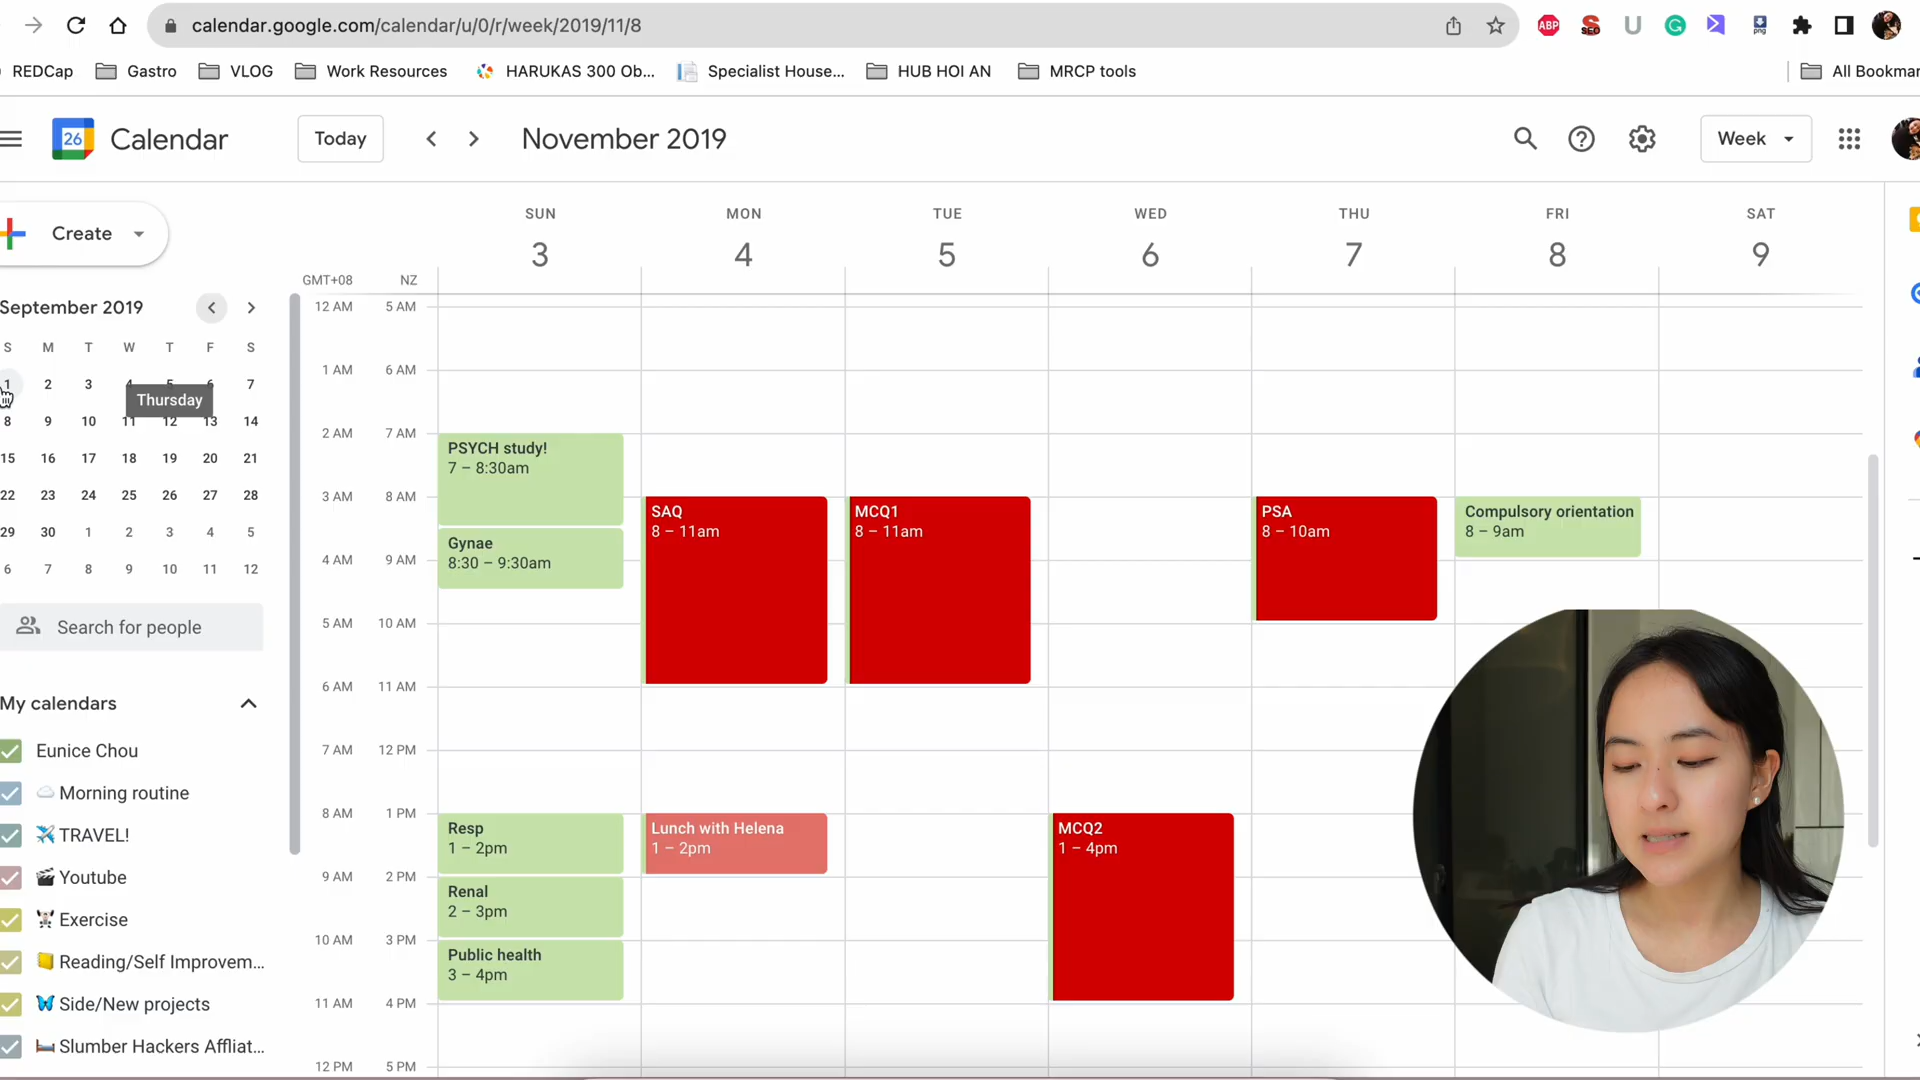 calendar.google.com/calendar/u/0/r/week/2019/11/8
ABP
SEO
U
png
REDCap
Gastro
VLOG
Work Resources
HARUKAS 300 Ob...
Specialist House...
HUB HOI AN
MRCP tools
All Bookmar
26
Calendar
Today
November 2019
Week
Create
SUN MON TUE WED THU FRI SAT
3 4 5 6 7 8 9
GMT+08 NZ
September 2019
S M T W T F S
1 2 3 4 5 6 7
Thursday
8 9 10 11 12 13 14
15 16 17 18 19 20 21
22 23 24 25 26 27 28
29 30 1 2 3 4 5
6 7 8 9 10 11 12
Search for people
My calendars
Eunice Chou
Morning routine
TRAVEL!
Youtube
Exercise
Reading/Self Improvem...
Side/New projects
Slumber Hackers Affliat...
12 AM 5 AM
1 AM 6 AM
2 AM 7 AM
3 AM 8 AM
4 AM 9 AM
5 AM 10 AM
6 AM 11 AM
7 AM 12 PM
8 AM 1 PM
9 AM 2 PM
10 AM 3 PM
11 AM 4 PM
12 PM 5 PM
PSYCH study!
7 – 8:30am
Gynae
8:30 – 9:30am
Resp
1 – 2pm
Renal
2 – 3pm
Public health
3 – 4pm
SAQ
8 – 11am
Lunch with Helena
1 – 2pm
MCQ1
8 – 11am
MCQ2
1 – 4pm
PSA
8 – 10am
Compulsory orientation
8 – 9am